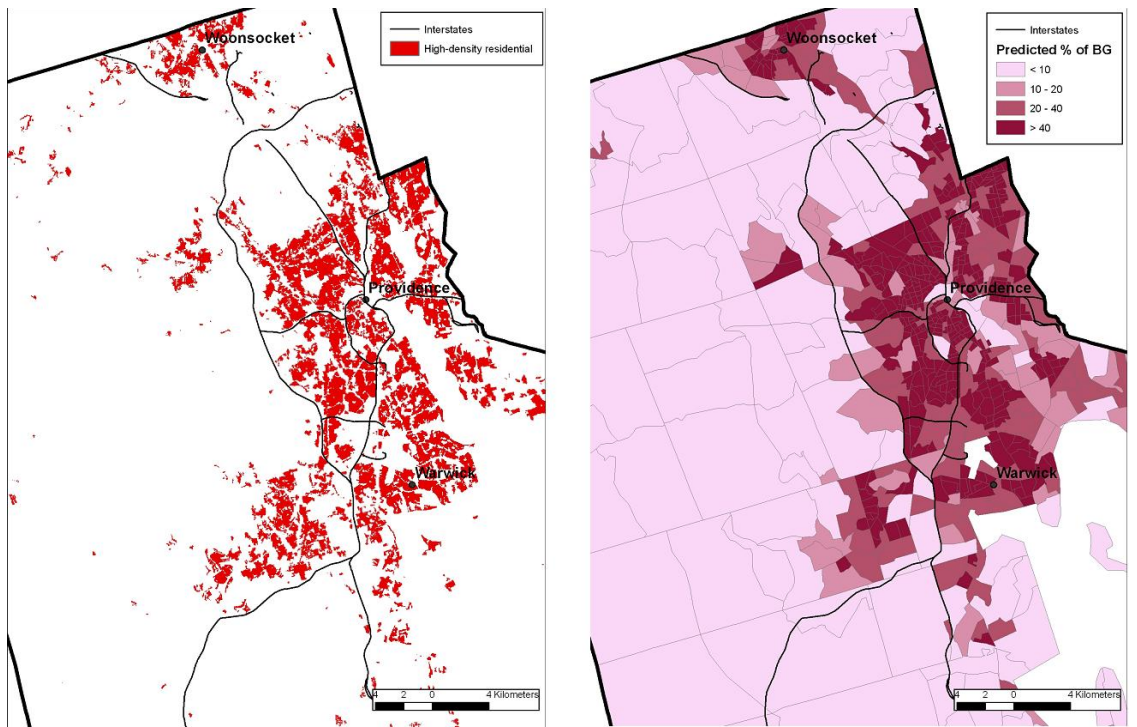 Interstates
High-density residential
Woonsocket
Providence
Warwick
4 2 0 4 Kilometers
Interstates
Predicted % of BG
< 10
10 - 20
20 - 40
> 40
Woonsocket
Providence
Warwick
4 2 0 4 Kilometers